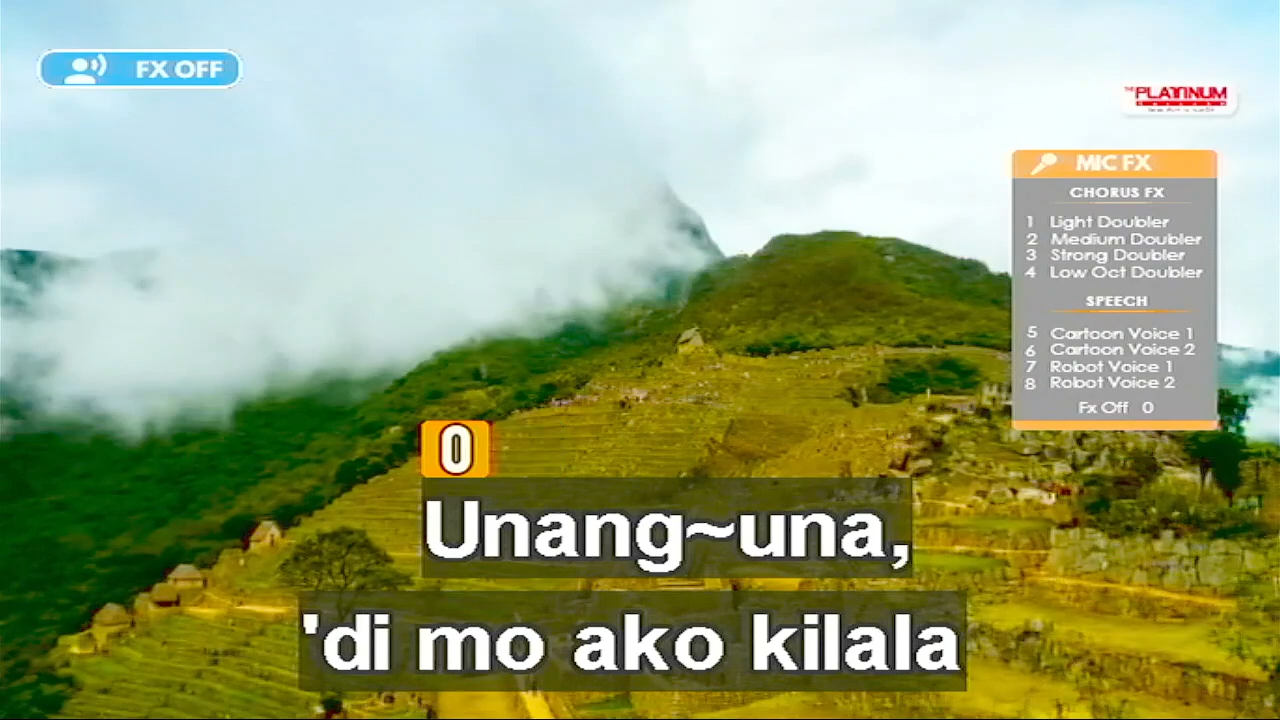 FX OFF
THE PLATINUM
KARAOKE
MIC FX
CHORUS FX
1 Light Doubler
2 Medium Doubler
3 Strong Doubler
4 Low Oct Doubler
SPEECH
5 Cartoon Voice 1
6 Cartoon Voice 2
7 Robot Voice 1
8 Robot Voice 2
Fx Off 0
0
Unang~una,
'di mo ako kilala